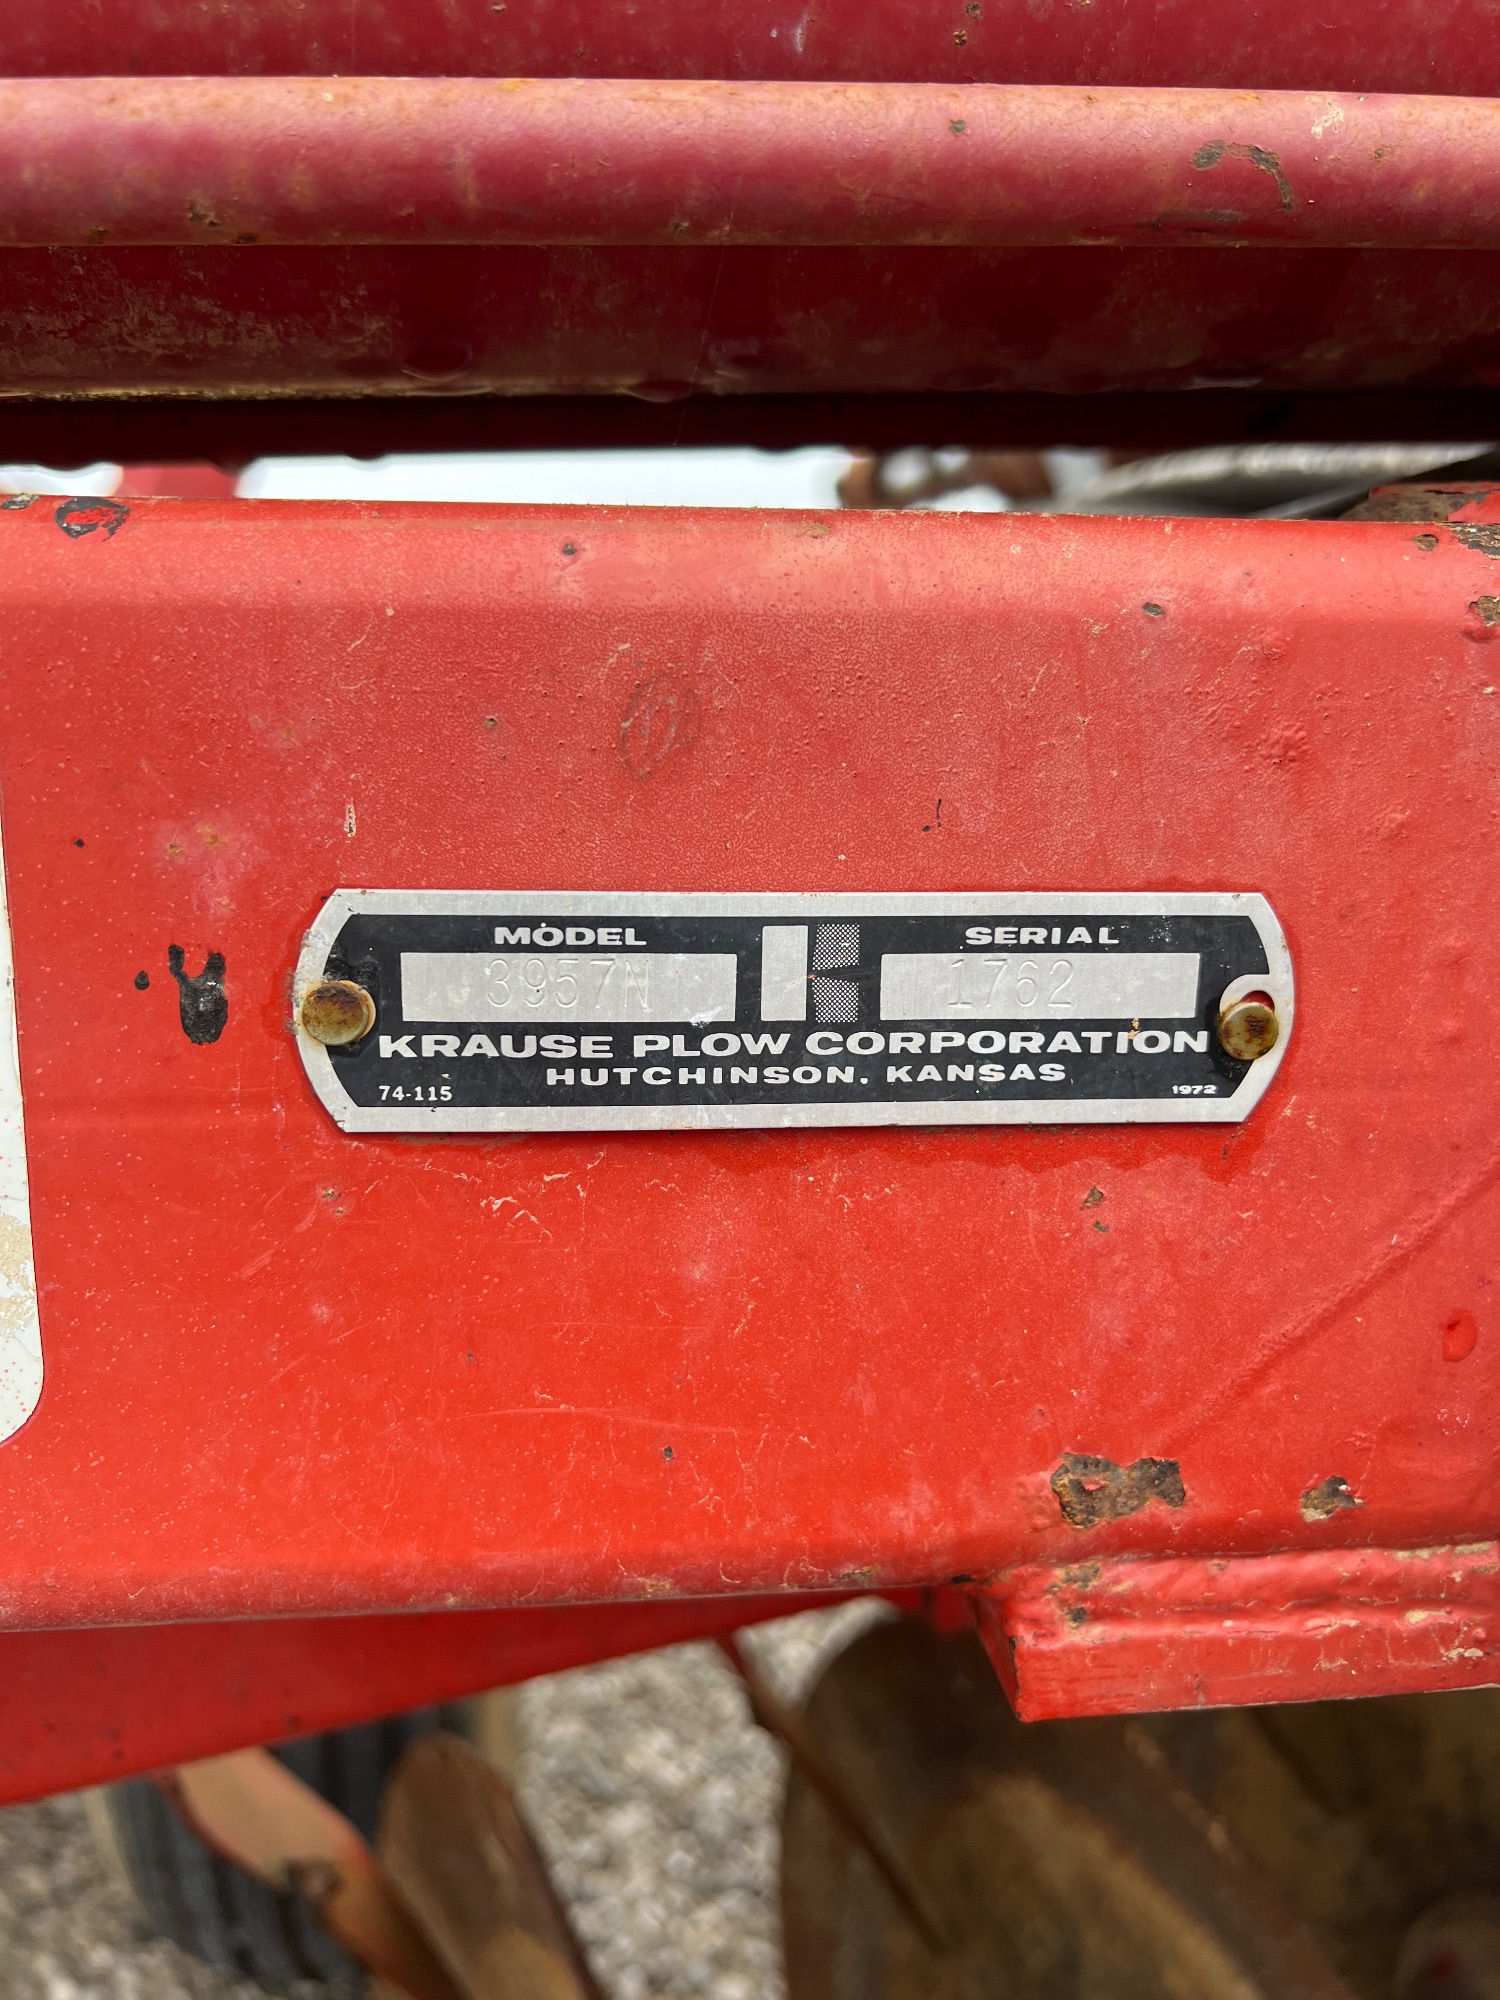 MODEL SERIAL
3957N 1762
KRAUSE PLOW CORPORATION
HUTCHINSON, KANSAS
74-115 1972